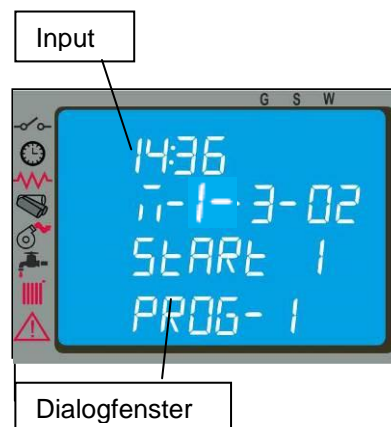 Input
G S W
14:36
n-1-3-02
StARt 1
PROG-1
Dialogfenster